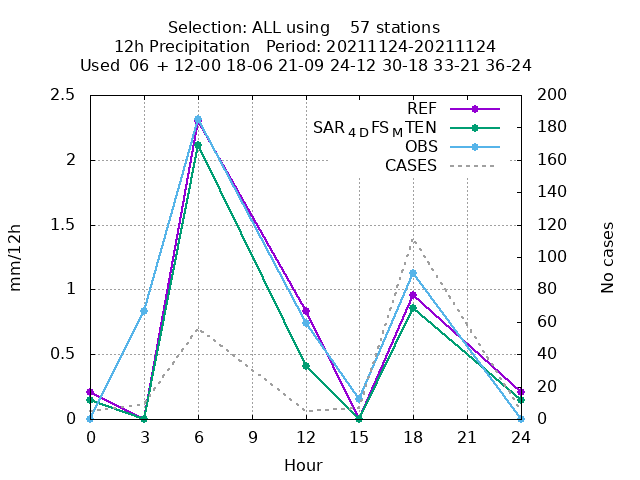 Selection: ALL using 57 stations
12h Precipitation Period: 20211124-20211124
Used 06 + 12-00 18-06 21-09 24-12 30-18 33-21 36-24
2.5
2
1.5
1
0.5
0
200
180
160
140
120
100
80
60
40
20
0
REF
SAR4DFSMTEN
OBS
CASES
mm/12h
No cases
0 3 6 9 12 15 18 21 24
Hour